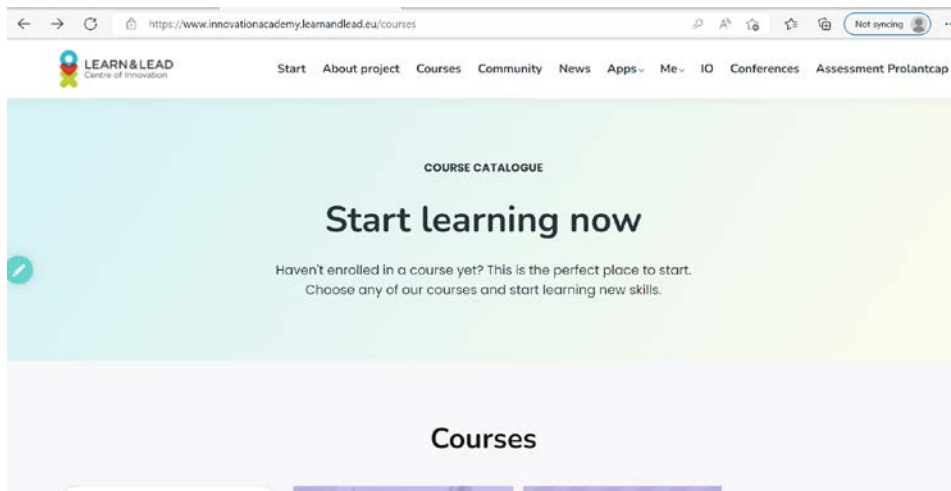 https://www.innovationacademy.learnandlead.eu/courses
Not syncing
LEARN&LEAD
Centre of Innovation
Start About project Courses Community News Apps Me IO Conferences Assessment Prolantcap
COURSE CATALOGUE
Start learning now
Haven't enrolled in a course yet? This is the perfect place to start.
Choose any of our courses and start learning new skills.
Courses